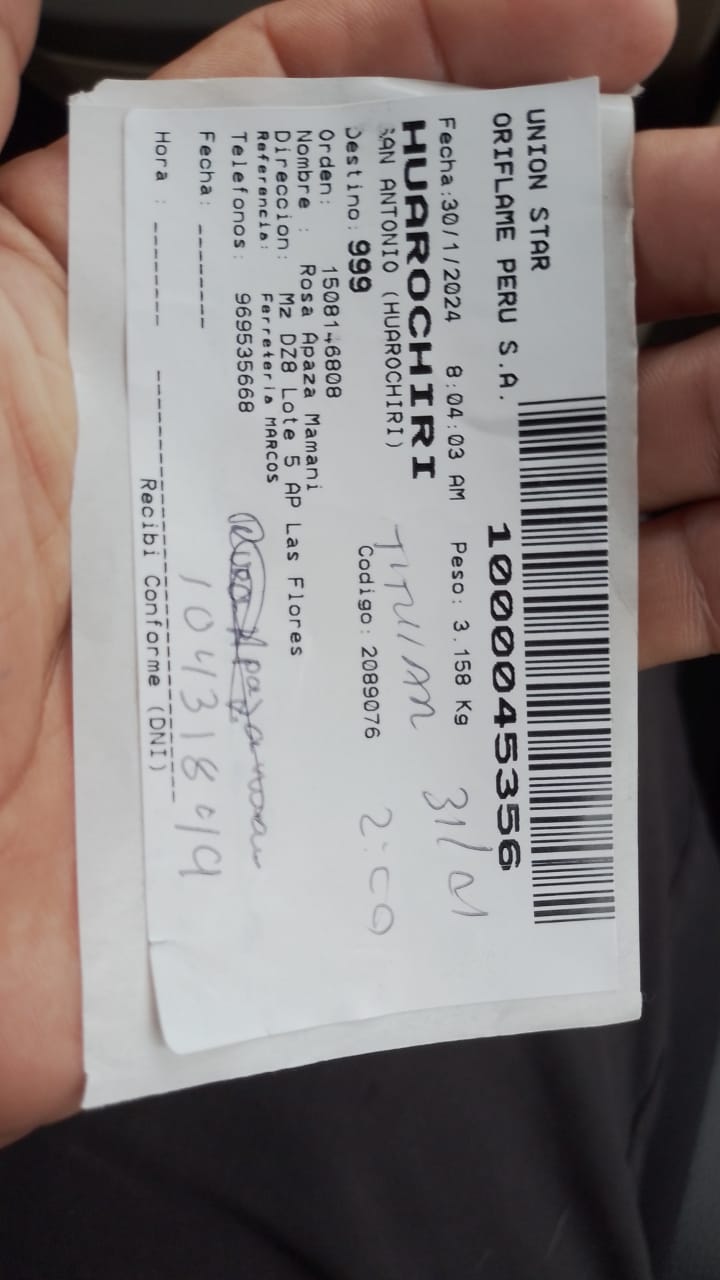 UNION STAR
ORIFLAME PERU S.A.
1000045356
Fecha:30/1/2024 8:04:03 AM Peso: 3.158 Kg 31/01
HUAROCHIRI
SAN ANTONIO (HUAROCHIRI) TITULAR
Destino: 999 Codigo: 2089076 2:00
Orden: 1508146808
Nombre : Rosa Apaza Mamani
Direccion: Mz DZ8 Lote 5 AP Las Flores
Referencia: Ferreteria MARCOS
Telefonos: 969535668
Fecha: --------
Hora : --------
Recibi Conforme (DNI)